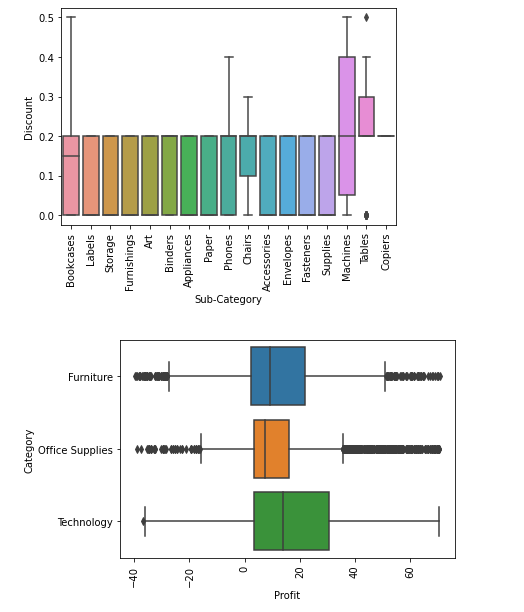 0.5
0.4
0.3
0.2
0.1
0.0
Discount
Bookcases
Labels
Storage
Furnishings
Art
Binders
Appliances
Paper
Phones
Chairs
Accessories
Envelopes
Fasteners
Supplies
Machines
Tables
Copiers
Sub-Category
Furniture
Office Supplies
Technology
Category
−40
−20
0
20
40
60
Profit